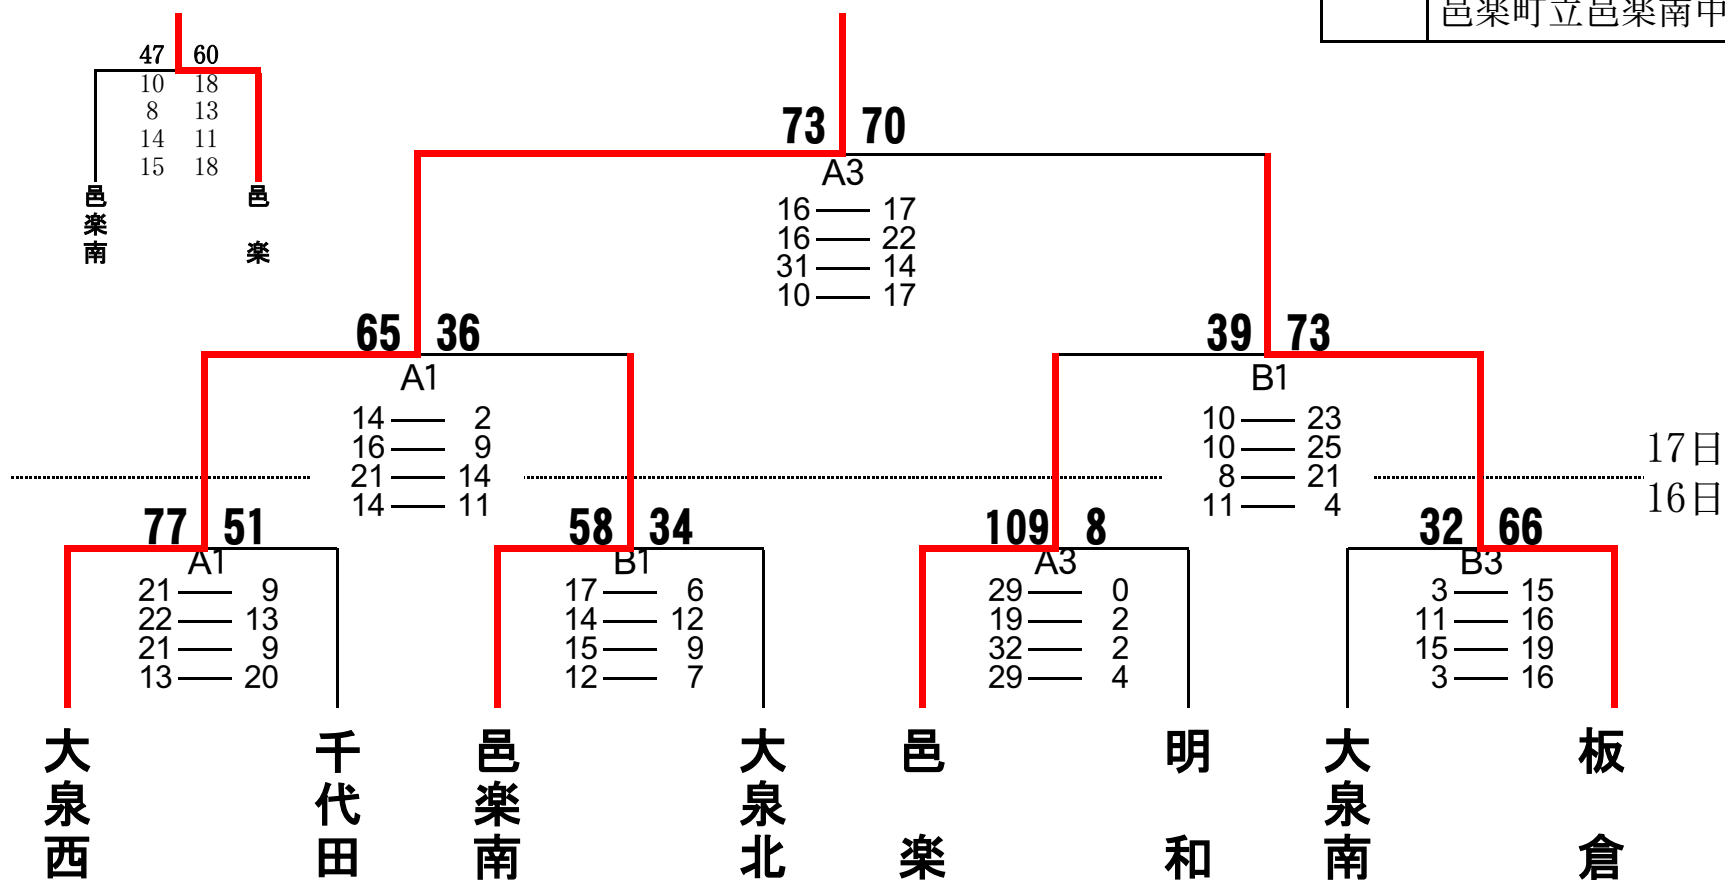 邑楽町立邑楽南中
47 60
10 18
8 13
14 11
15 18
邑楽南
邑楽
73 70
A3
16 17
16 22
31 14
10 17
65 36
A1
14 2
16 9
21 14
14 11
39 73
B1
10 23
10 25
8 21
11 4
17日
16日
77 51
A1
21 9
22 13
21 9
13 20
58 34
B1
17 6
14 12
15 9
12 7
109 8
A3
29 0
19 2
32 2
29 4
32 66
B3
3 15
11 16
15 19
3 16
大泉西
千代田
邑楽南
大泉北
邑楽
明和
大泉南
板倉